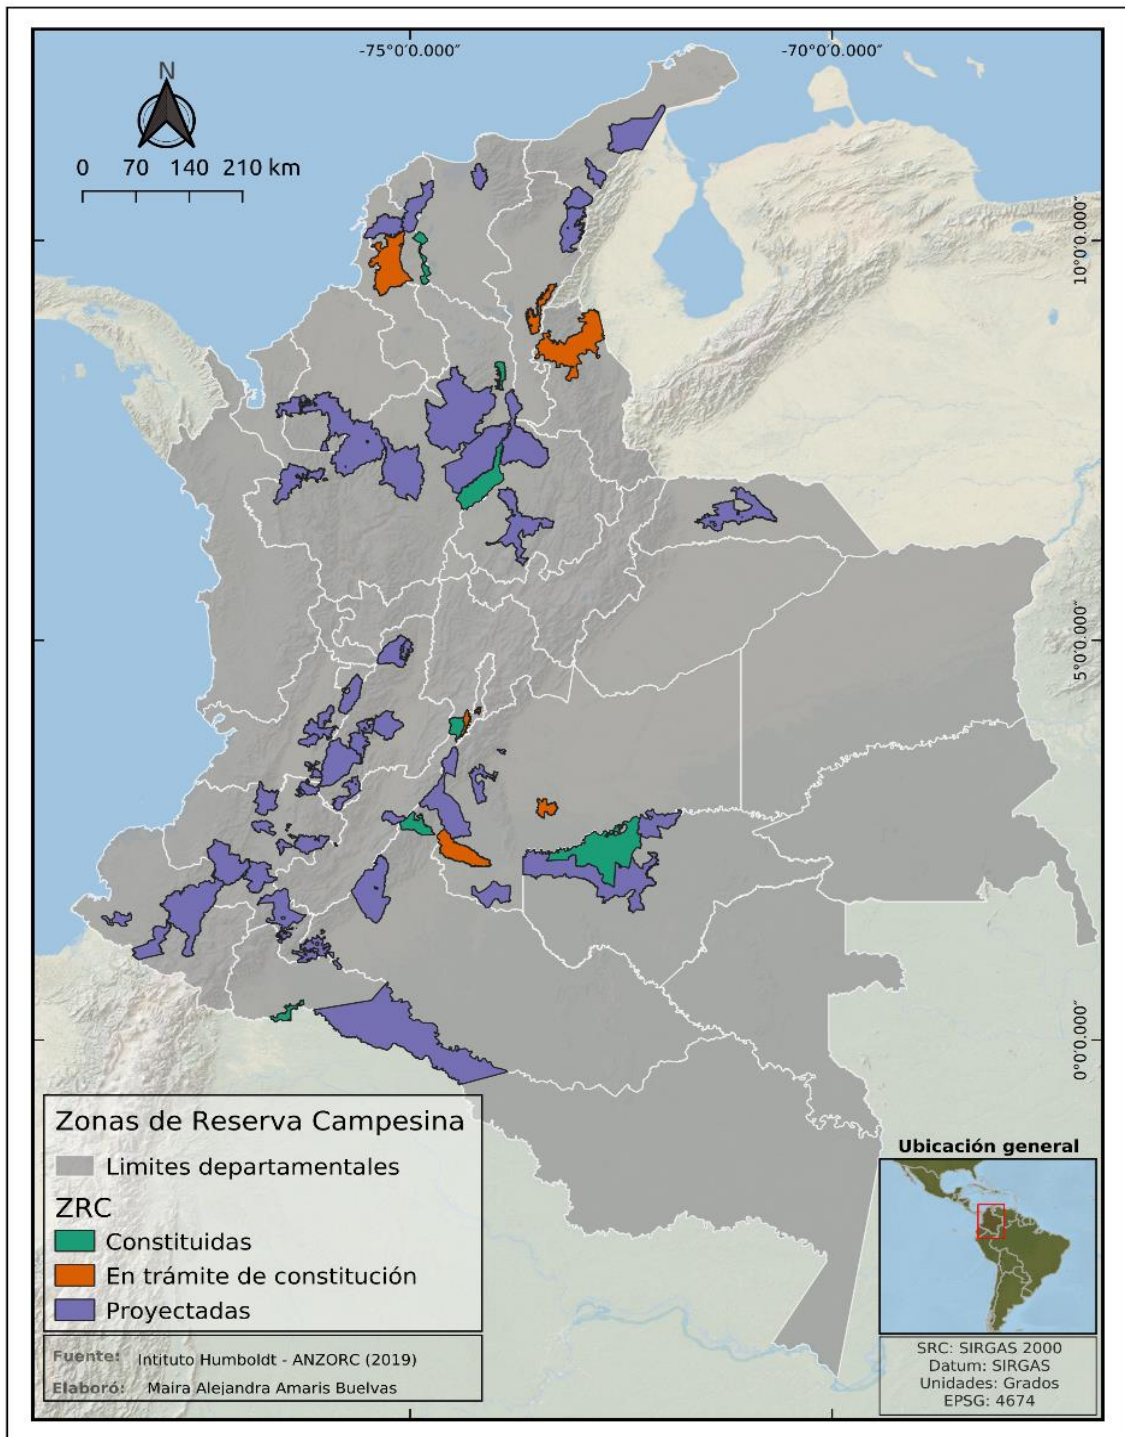 -75°0′0.000″
-70°0′0.000″
N
0 70 140 210 km
10°0′0.000″
5°0′0.000″
0°0′0.000″
Zonas de Reserva Campesina
Limites departamentales
ZRC
Constituidas
En trámite de constitución
Proyectadas
Fuente: Intituto Humboldt - ANZORC (2019)
Elaboró: Maira Alejandra Amaris Buelvas
Ubicación general
SRC: SIRGAS 2000
Datum: SIRGAS
Unidades: Grados
EPSG: 4674